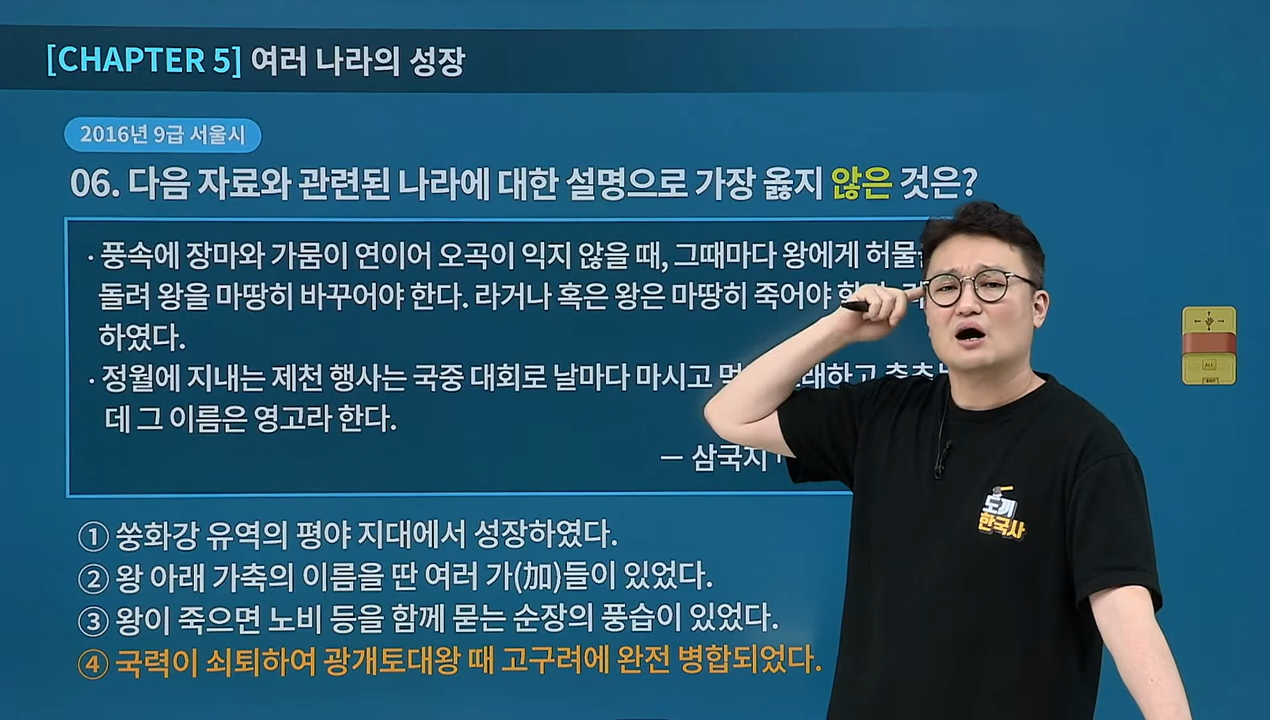 [CHAPTER 5] 여러 나라의 성장
2016년 9급 서울시
06. 다음 자료와 관련된 나라에 대한 설명으로 가장 옳지 않은 것은?
· 풍속에 장마와 가뭄이 연이어 오곡이 익지 않을 때, 그때마다 왕에게 허물을
돌려 왕을 마땅히 바꾸어야 한다. 라거나 혹은 왕은 마땅히 죽어야
하였다.
· 정월에 지내는 제천 행사는 국중 대회로 날마다 마시고
데 그 이름은 영고라 한다.
— 삼국지
① 쑹화강 유역의 평야 지대에서 성장하였다.
② 왕 아래 가축의 이름을 딴 여러 가(加)들이 있었다.
③ 왕이 죽으면 노비 등을 함께 묻는 순장의 풍습이 있었다.
④ 국력이 쇠퇴하여 광개토대왕 때 고구려에 완전 병합되었다.
도끼
한국사
ALL
EXIT